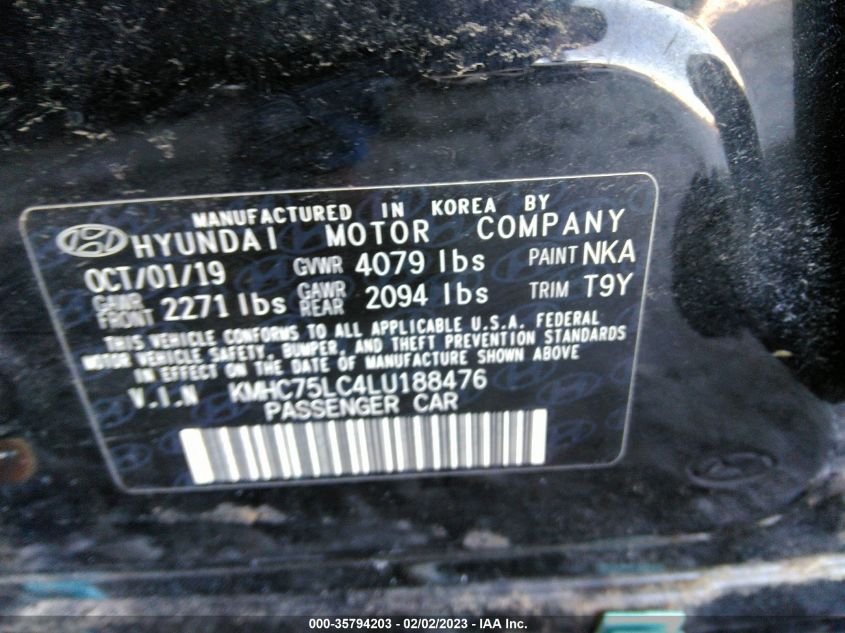 MANUFACTURED IN KOREA BY
HYUNDAI MOTOR COMPANY
OCT/01/19 GVWR 4079 lbs PAINT NKA
GAWR FRONT 2271 lbs GAWR REAR 2094 lbs TRIM T9Y
THIS VEHICLE CONFORMS TO ALL APPLICABLE U.S.A. FEDERAL
MOTOR VEHICLE SAFETY, BUMPER, AND THEFT PREVENTION STANDARDS
IN EFFECT ON THE DATE OF MANUFACTURE SHOWN ABOVE
V.I.N KMHC75LC4LU188476
PASSENGER CAR
000-35794203 - 02/02/2023 - IAA Inc.